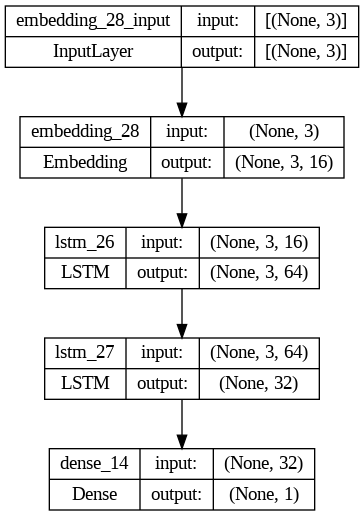 embedding_28_input input: [(None, 3)]
InputLayer output: [(None, 3)]
embedding_28 input: (None, 3)
Embedding output: (None, 3, 16)
lstm_26 input: (None, 3, 16)
LSTM output: (None, 3, 64)
lstm_27 input: (None, 3, 64)
LSTM output: (None, 32)
dense_14 input: (None, 32)
Dense output: (None, 1)